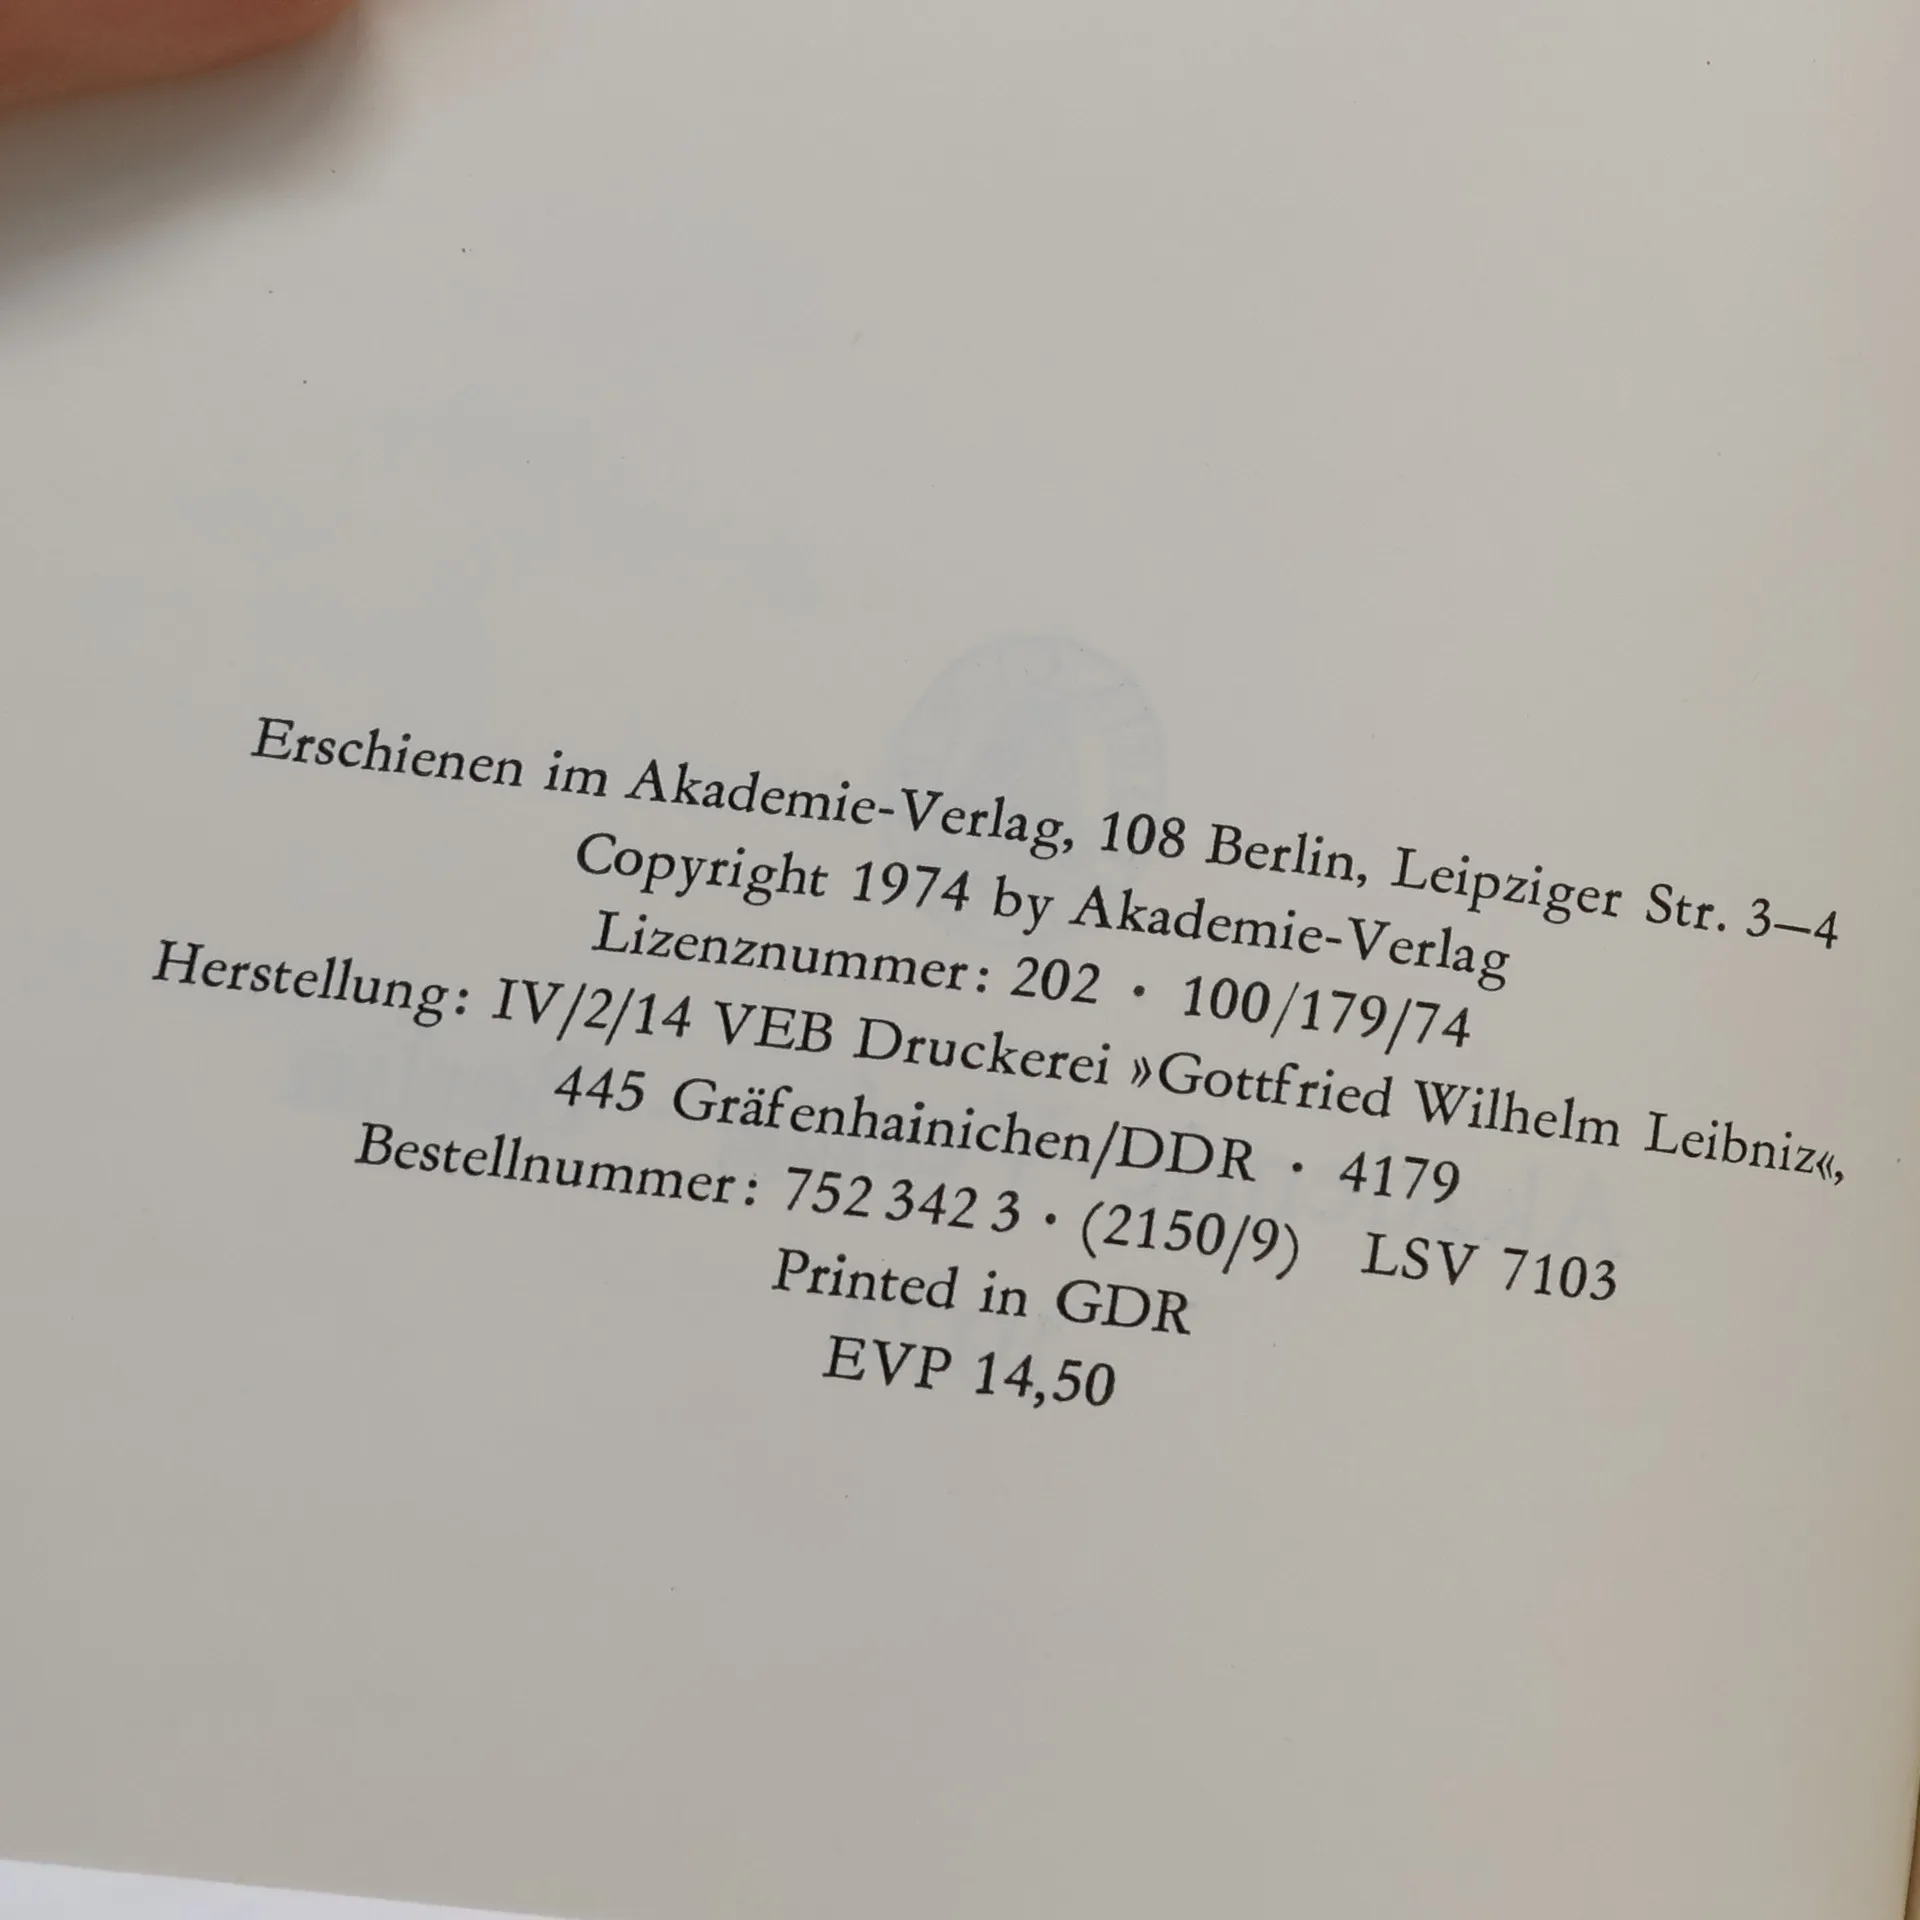 Erschienen im Akademie-Verlag, 108 Berlin, Leipziger Str. 3–4
Copyright 1974 by Akademie-Verlag
Lizenznummer: 202 · 100/179/74
Herstellung: IV/2/14 VEB Druckerei »Gottfried Wilhelm Leibniz«,
445 Gräfenhainichen/DDR · 4179
Bestellnummer: 752 342 3 · (2150/9) LSV 7103
Printed in GDR
EVP 14,50